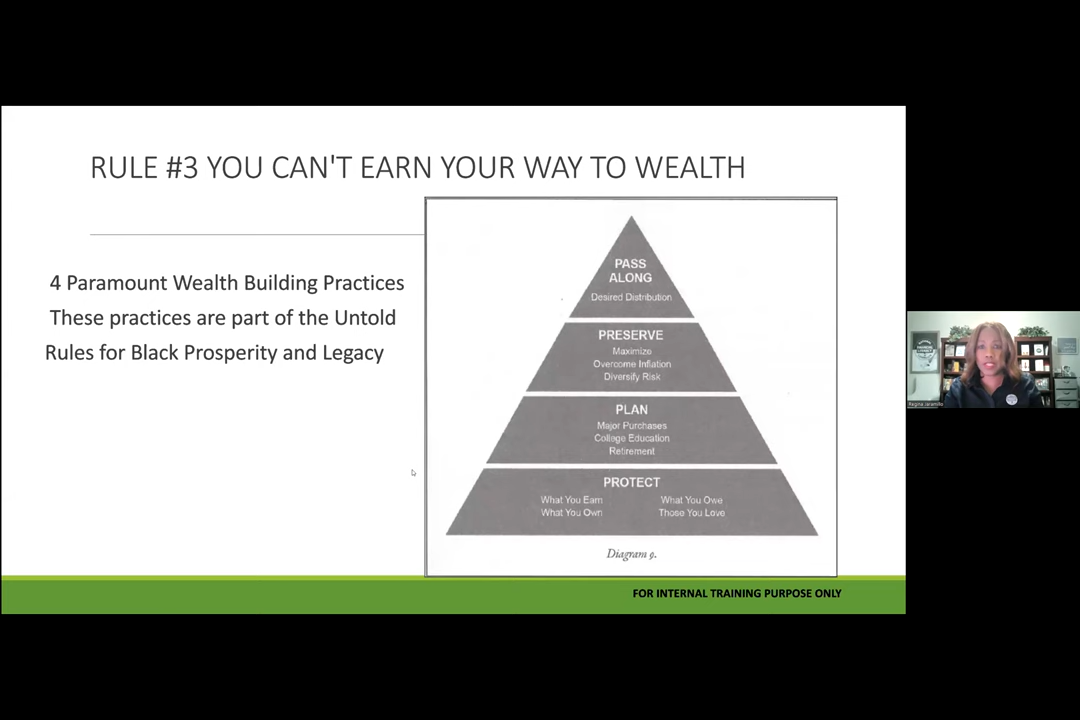 RULE #3 YOU CAN'T EARN YOUR WAY TO WEALTH
4 Paramount Wealth Building Practices
These practices are part of the Untold
Rules for Black Prosperity and Legacy
PASS
ALONG
Desired Distribution
PRESERVE
Maximize
Overcome Inflation
Diversify Risk
PLAN
Major Purchases
College Education
Retirement
PROTECT
What You Earn What You Owe
What You Own Those You Love
Diagram 9.
FOR INTERNAL TRAINING PURPOSE ONLY
Regina Jaramillo